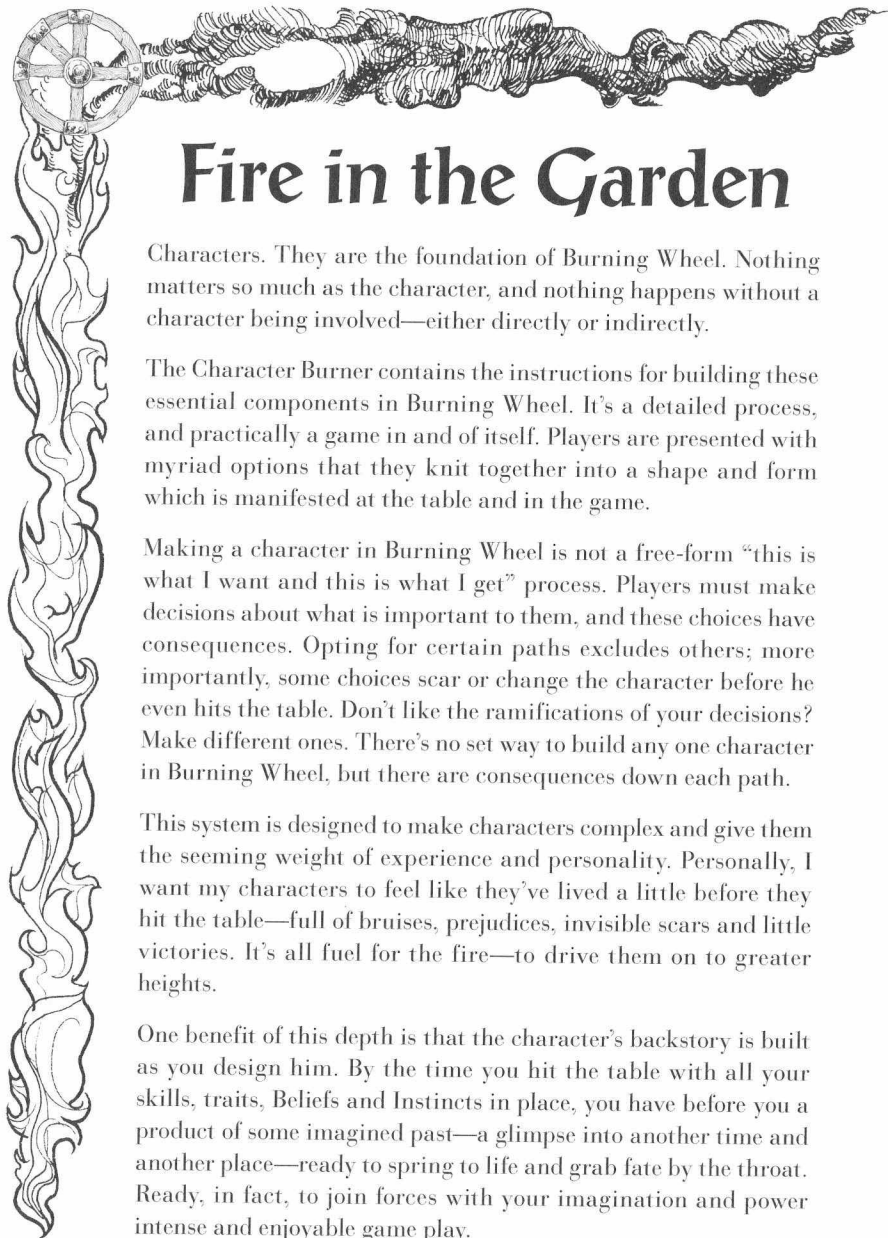 Fire in the Garden
Characters. They are the foundation of Burning Wheel. Nothing
matters so much as the character, and nothing happens without a
character being involved—either directly or indirectly.
The Character Burner contains the instructions for building these
essential components in Burning Wheel. It's a detailed process,
and practically a game in and of itself. Players are presented with
myriad options that they knit together into a shape and form
which is manifested at the table and in the game.
Making a character in Burning Wheel is not a free-form “this is
what I want and this is what I get” process. Players must make
decisions about what is important to them, and these choices have
consequences. Opting for certain paths excludes others; more
importantly, some choices scar or change the character before he
even hits the table. Don't like the ramifications of your decisions?
Make different ones. There's no set way to build any one character
in Burning Wheel, but there are consequences down each path.
This system is designed to make characters complex and give them
the seeming weight of experience and personality. Personally, I
want my characters to feel like they've lived a little before they
hit the table—full of bruises, prejudices, invisible scars and little
victories. It's all fuel for the fire—to drive them on to greater
heights.
One benefit of this depth is that the character's backstory is built
as you design him. By the time you hit the table with all your
skills, traits, Beliefs and Instincts in place, you have before you a
product of some imagined past—a glimpse into another time and
another place—ready to spring to life and grab fate by the throat.
Ready, in fact, to join forces with your imagination and power
intense and enjoyable game play.